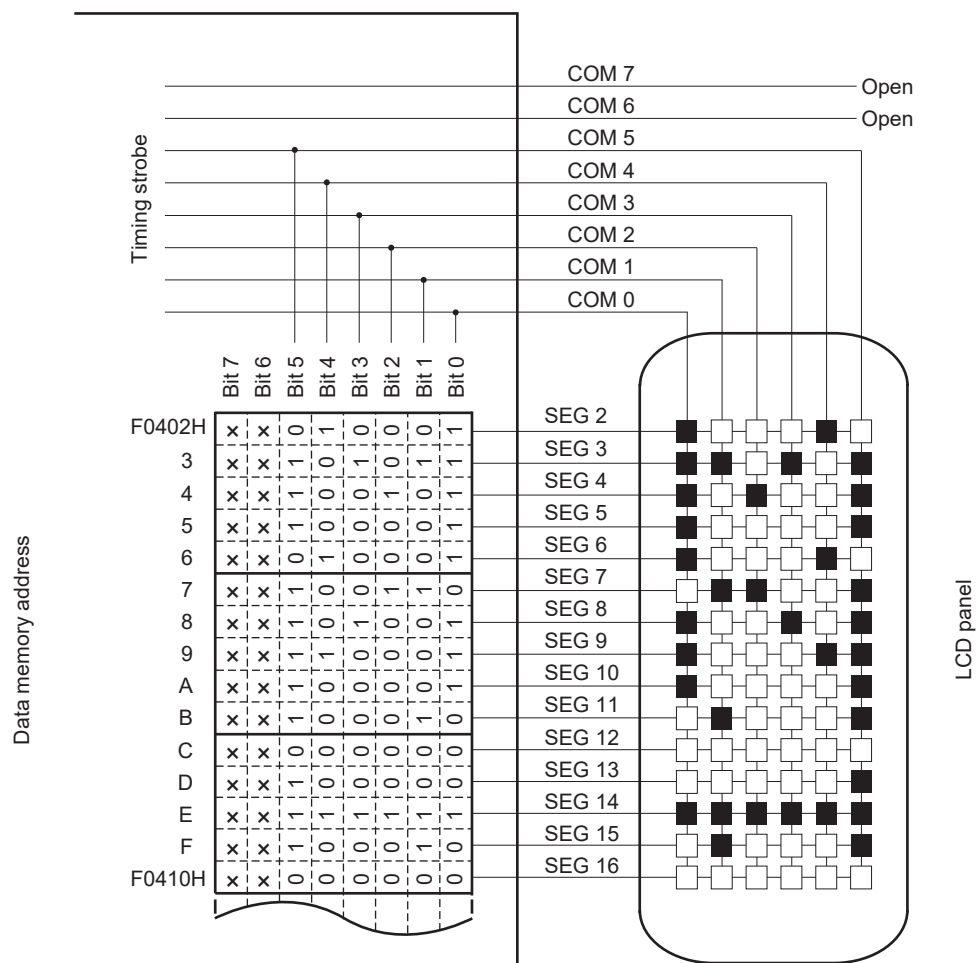 COM 7
Open
COM 6
Open
COM 5
COM 4
COM 3
COM 2
COM 1
COM 0
Timing strobe
Bit 7 Bit 6 Bit 5 Bit 4 Bit 3 Bit 2 Bit 1 Bit 0
Data memory address
F0402H × × 0 1 0 0 0 1 SEG 2
3 × × 1 0 1 0 1 1 SEG 3
4 × × 1 0 0 1 0 1 SEG 4
5 × × 1 0 0 0 0 1 SEG 5
6 × × 0 1 0 0 0 1 SEG 6
7 × × 1 0 0 1 1 0 SEG 7
8 × × 1 0 1 0 0 1 SEG 8
9 × × 1 1 0 0 0 1 SEG 9
A × × 1 0 0 0 0 1 SEG 10
B × × 1 0 0 0 1 0 SEG 11
C × × 0 0 0 0 0 0 SEG 12
D × × 1 0 0 0 0 0 SEG 13
E × × 1 1 1 1 1 1 SEG 14
F × × 1 0 0 0 1 0 SEG 15
F0410H × × 0 0 0 0 0 0 SEG 16
LCD panel